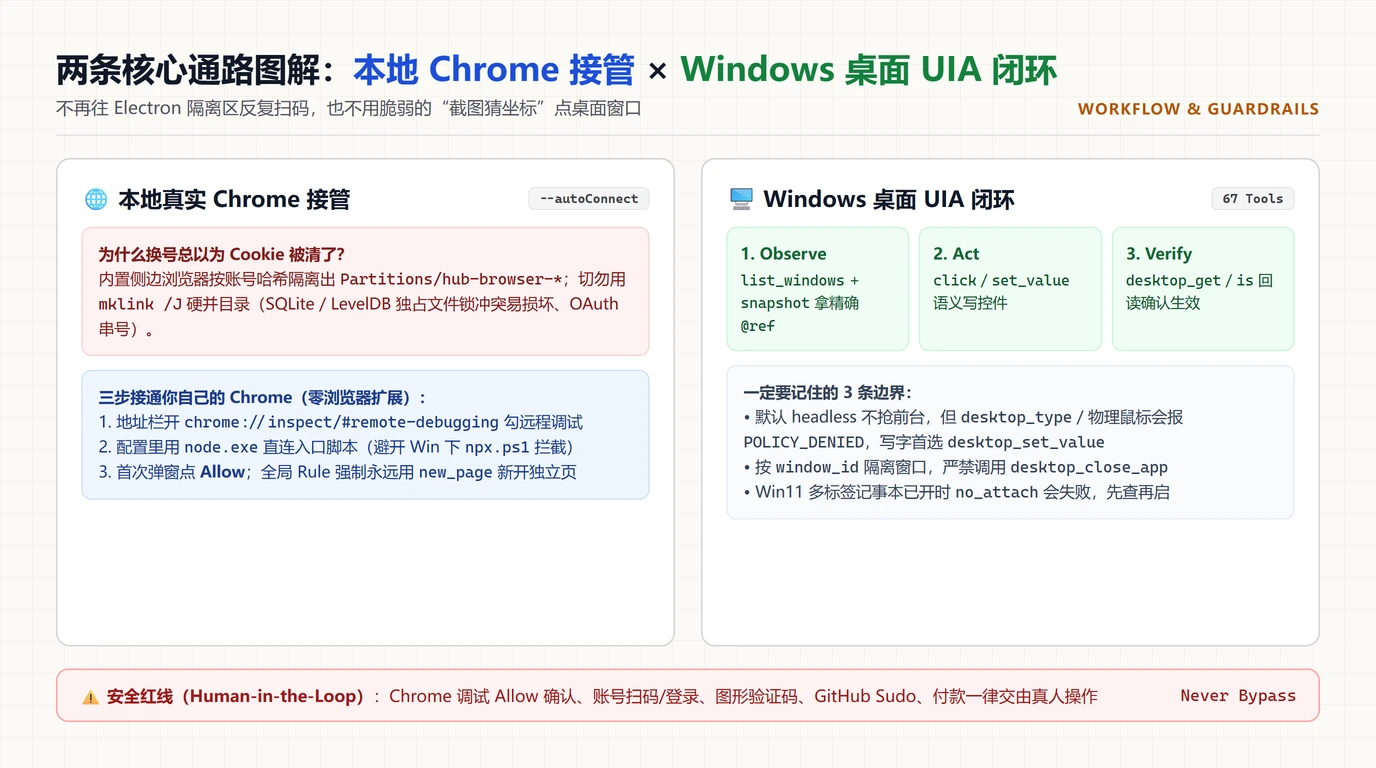 两条核心通路图解：本地 Chrome 接管 × Windows 桌面 UIA 闭环
不再往 Electron 隔离区反复扫码，也不用脆弱的“截图猜坐标”点桌面窗口
WORKFLOW & GUARDRAILS
本地真实 Chrome 接管
--autoConnect
为什么换号总以为 Cookie 被清了？
内置侧边浏览器按账号哈希隔离出 Partitions/hub-browser-*；切勿用
mklink /J 硬并目录（SQLite / LevelDB 独占文件锁冲突易损坏、OAuth
串号）。
三步接通你自己的 Chrome（零浏览器扩展）：
1. 地址栏开 chrome://inspect/#remote-debugging 勾远程调试
2. 配置里用 node.exe 直连入口脚本（避开 Win 下 npx.ps1 拦截）
3. 首次弹窗点 Allow；全局 Rule 强制永远用 new_page 新开独立页
Windows 桌面 UIA 闭环
67 Tools
1. Observe
list_windows +
snapshot 拿精确
@ref
2. Act
click / set_value
语义写控件
3. Verify
desktop_get / is 回
读确认生效
一定要记住的 3 条边界：
• 默认 headless 不抢前台，但 desktop_type / 物理鼠标会报
POLICY_DENIED，写字首选 desktop_set_value
• 按 window_id 隔离窗口，严禁调用 desktop_close_app
• Win11 多标签记事本已开时 no_attach 会失败，先查再启
⚠️ 安全红线（Human-in-the-Loop）：Chrome 调试 Allow 确认、账号扫码/登录、图形验证码、GitHub Sudo、付款一律交由真人操作
Never Bypass